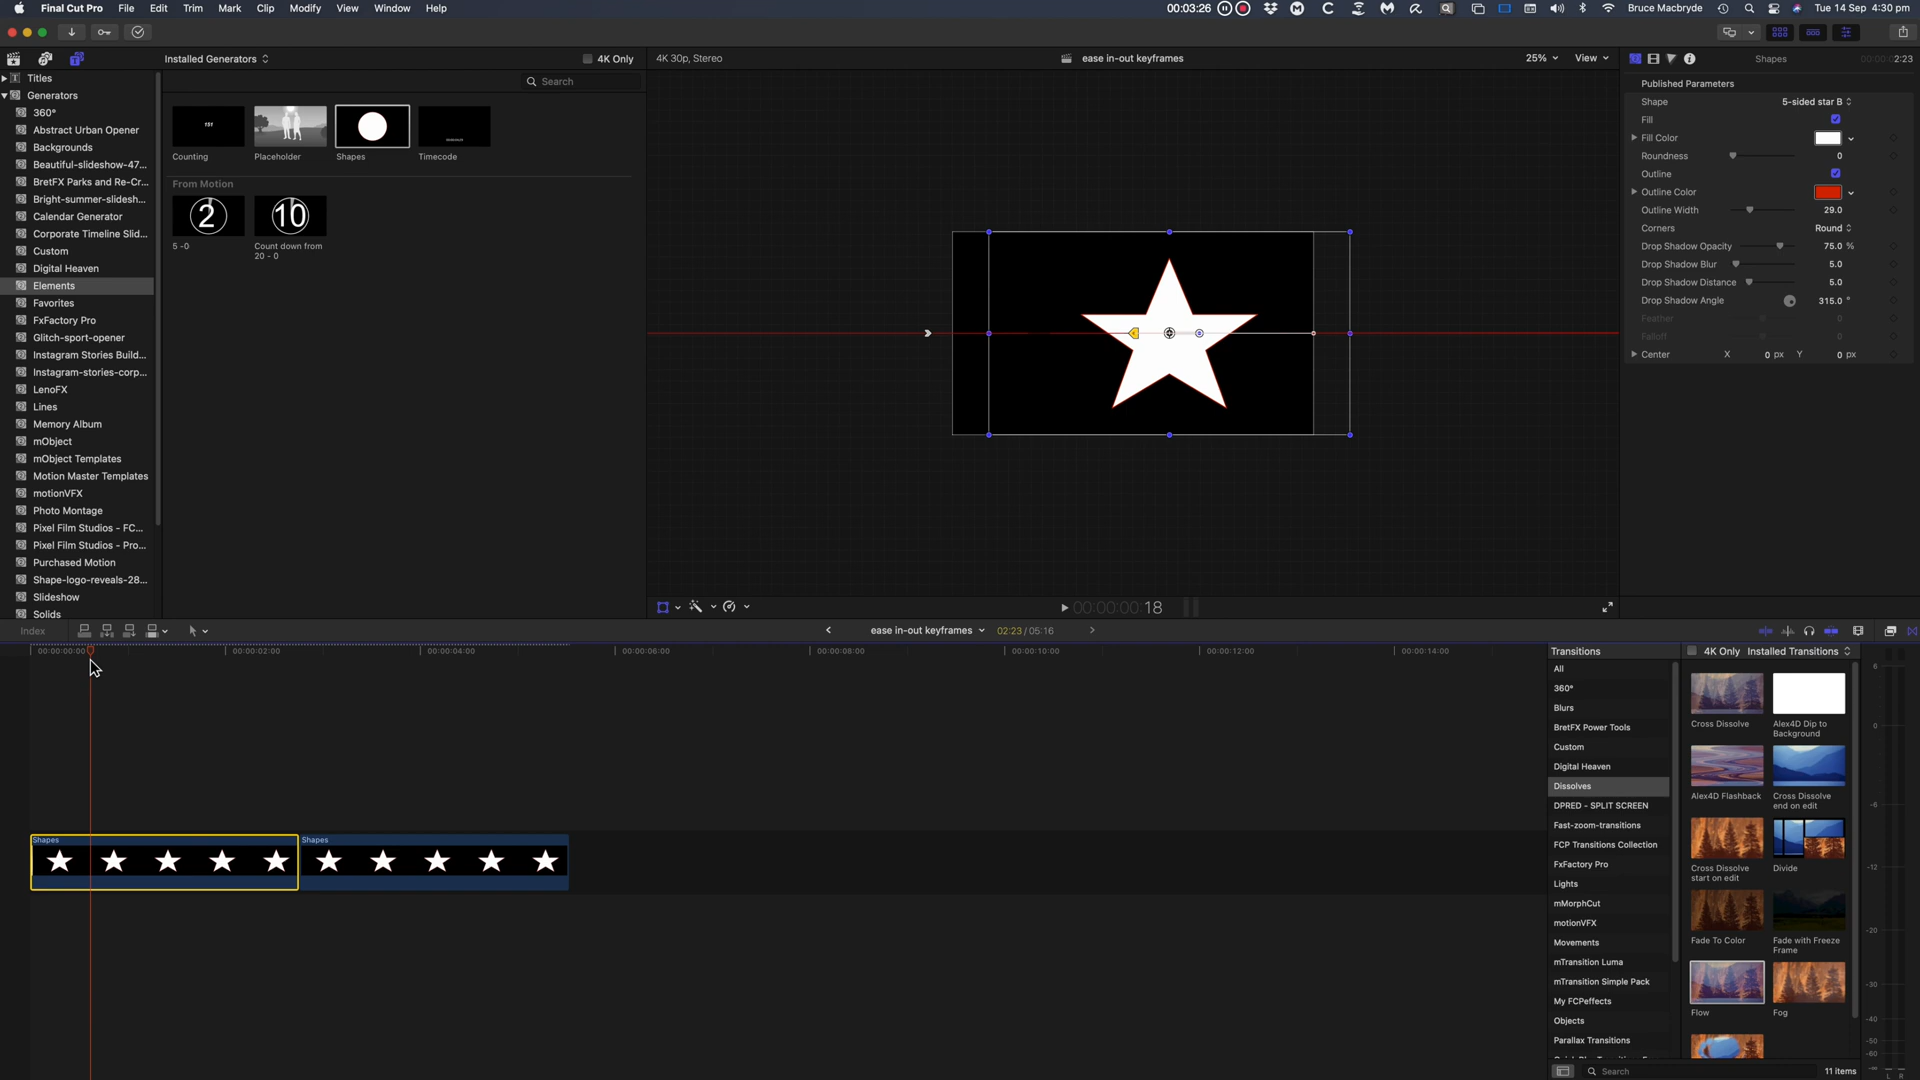 Final Cut Pro File Edit Trim Mark Clip Modify View Window Help 00:03:26 Bruce Macbryde Tue 14 Sep 4:30 pm
Installed Generators 4K Only 4K 30p, Stereo ease in-out keyframes 25% View Shapes 2:23
Search
Titles
Generators
360°
Abstract Urban Opener
Backgrounds
Beautiful-slideshow-47...
BretFX Parks and Re-Cr...
Bright-summer-slidesh...
Calendar Generator
Corporate Timeline Slid...
Custom
Digital Heaven
Elements
Favorites
FxFactory Pro
Glitch-sport-opener
Instagram Stories Build...
Instagram-stories-corp...
LenoFX
Lines
Memory Album
mObject
mObject Templates
Motion Master Templates
motionVFX
Photo Montage
Pixel Film Studios - FC...
Pixel Film Studios - Pro...
Purchased Motion
Shape-logo-reveals-28...
Slideshow
Solids
151
Counting Placeholder Shapes Timecode
From Motion
2 10
5 -0 Count down from
20 - 0
Published Parameters
Shape 5-sided star B
Fill
Fill Color
Roundness 0
Outline
Outline Color
Outline Width 29.0
Corners Round
Drop Shadow Opacity 75.0 %
Drop Shadow Blur 5.0
Drop Shadow Distance 5.0
Drop Shadow Angle 315.0 °
Feather 0
Falloff 0
Center X 0 px Y 0 px
00:00:00:18
Index ease in-out keyframes 02:23 / 05:16
00:00:00:00 00:00:02:00 00:00:04:00 00:00:06:00 00:00:08:00 00:00:10:00 00:00:12:00 00:00:14:00
Shapes Shapes
Transitions 4K Only Installed Transitions
All
360°
Blurs
BretFX Power Tools
Custom
Digital Heaven
Dissolves
DPRED - SPLIT SCREEN
Fast-zoom-transitions
FCP Transitions Collection
FxFactory Pro
Lights
mMorphCut
motionVFX
Movements
mTransition Luma
mTransition Simple Pack
My FCPeffects
Objects
Parallax Transitions
Cross Dissolve Alex4D Dip to
Background
Alex4D Flashback Cross Dissolve
end on edit
Cross Dissolve Divide
start on edit
Fade To Color Fade with Freeze
Frame
Flow Fog
Search 11 items
6
0
-6
-12
-20
-30
-40
-50
-60
L R